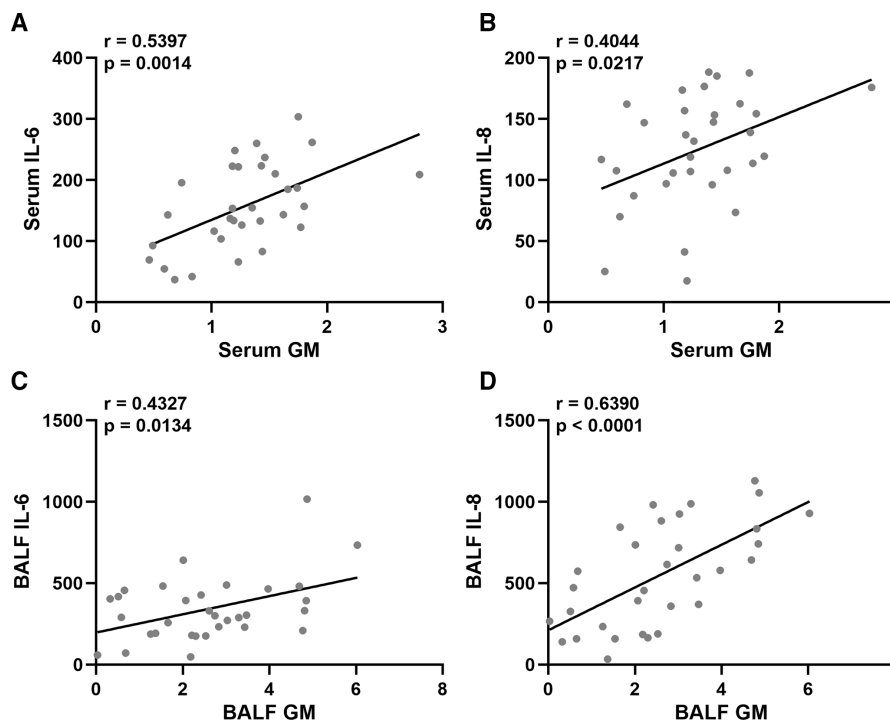 A
r = 0.5397
p = 0.0014
400
300
200
100
0
Serum IL-6
0 1 2 3
Serum GM
B
r = 0.4044
p = 0.0217
200
150
100
50
0
Serum IL-8
0 1 2
Serum GM
C
r = 0.4327
p = 0.0134
1500
1000
500
0
BALF IL-6
0 2 4 6 8
BALF GM
D
r = 0.6390
p < 0.0001
1500
1000
500
0
BALF IL-8
0 2 4 6
BALF GM